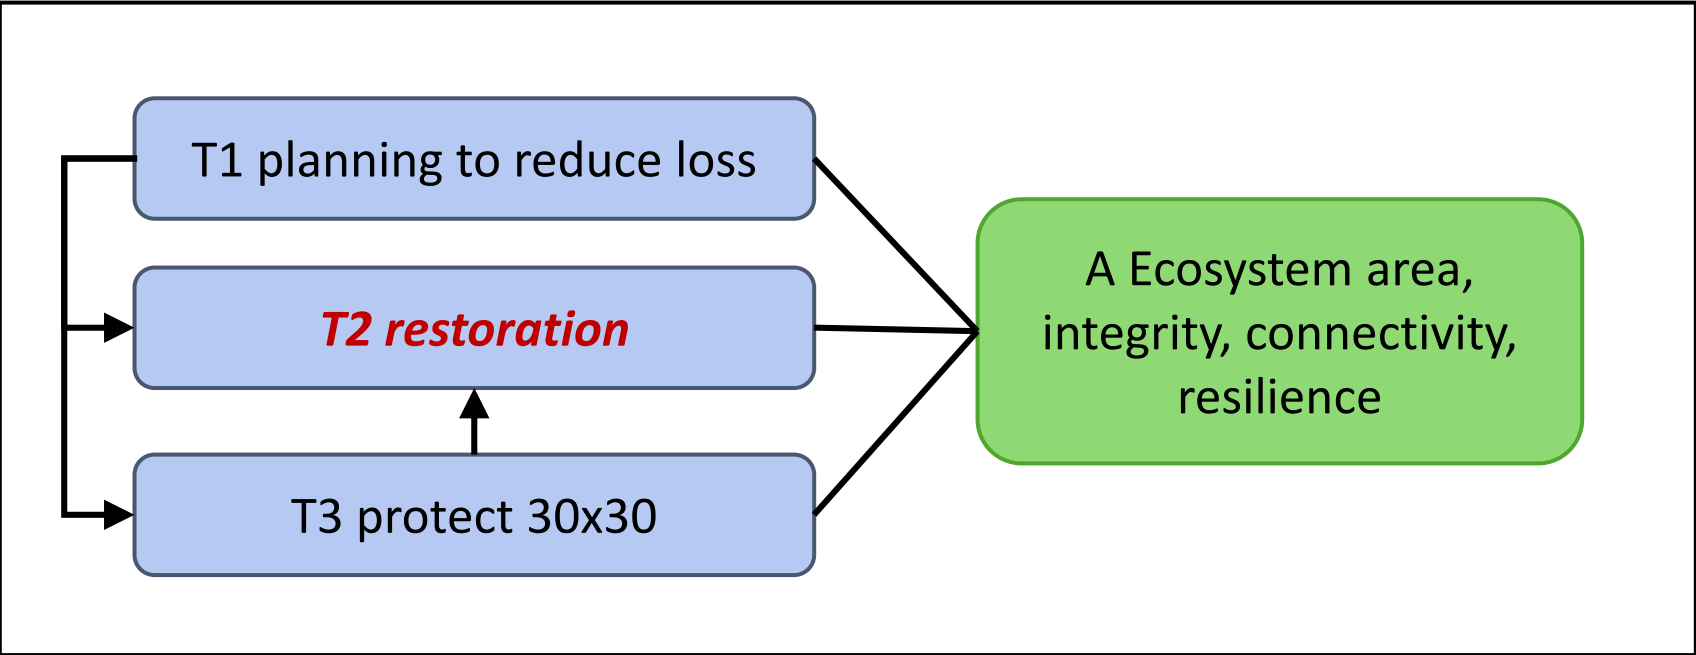 T1 planning to reduce loss
T2 restoration
T3 protect 30x30
A Ecosystem area,
integrity, connectivity,
resilience